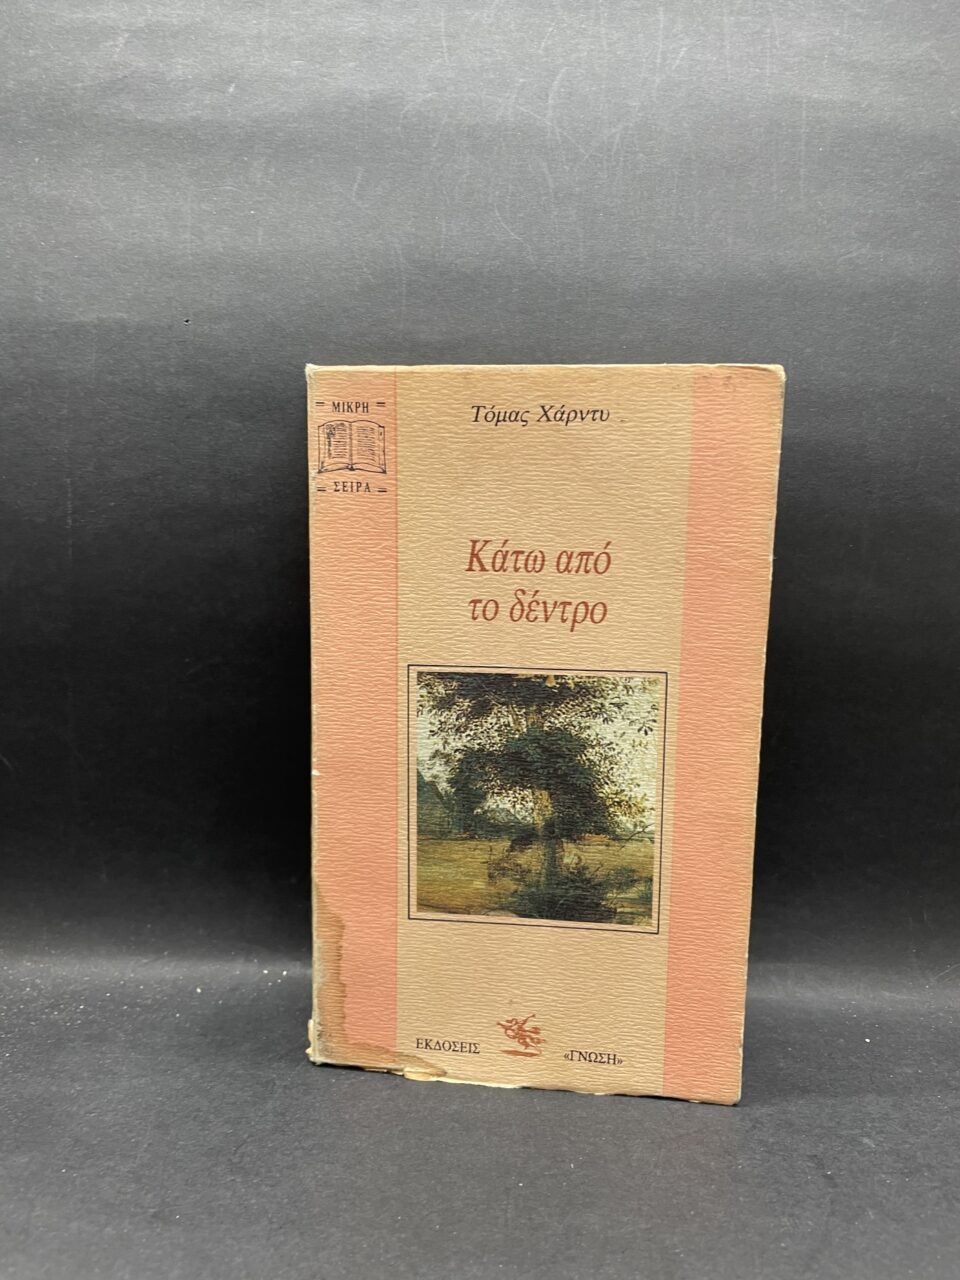 ΜΙΚΡΗ
ΣΕΙΡΑ
Τόμας Χάρντυ
Κάτω από
το δέντρο
ΕΚΔΟΣΕΙΣ «ΓΝΩΣΗ»